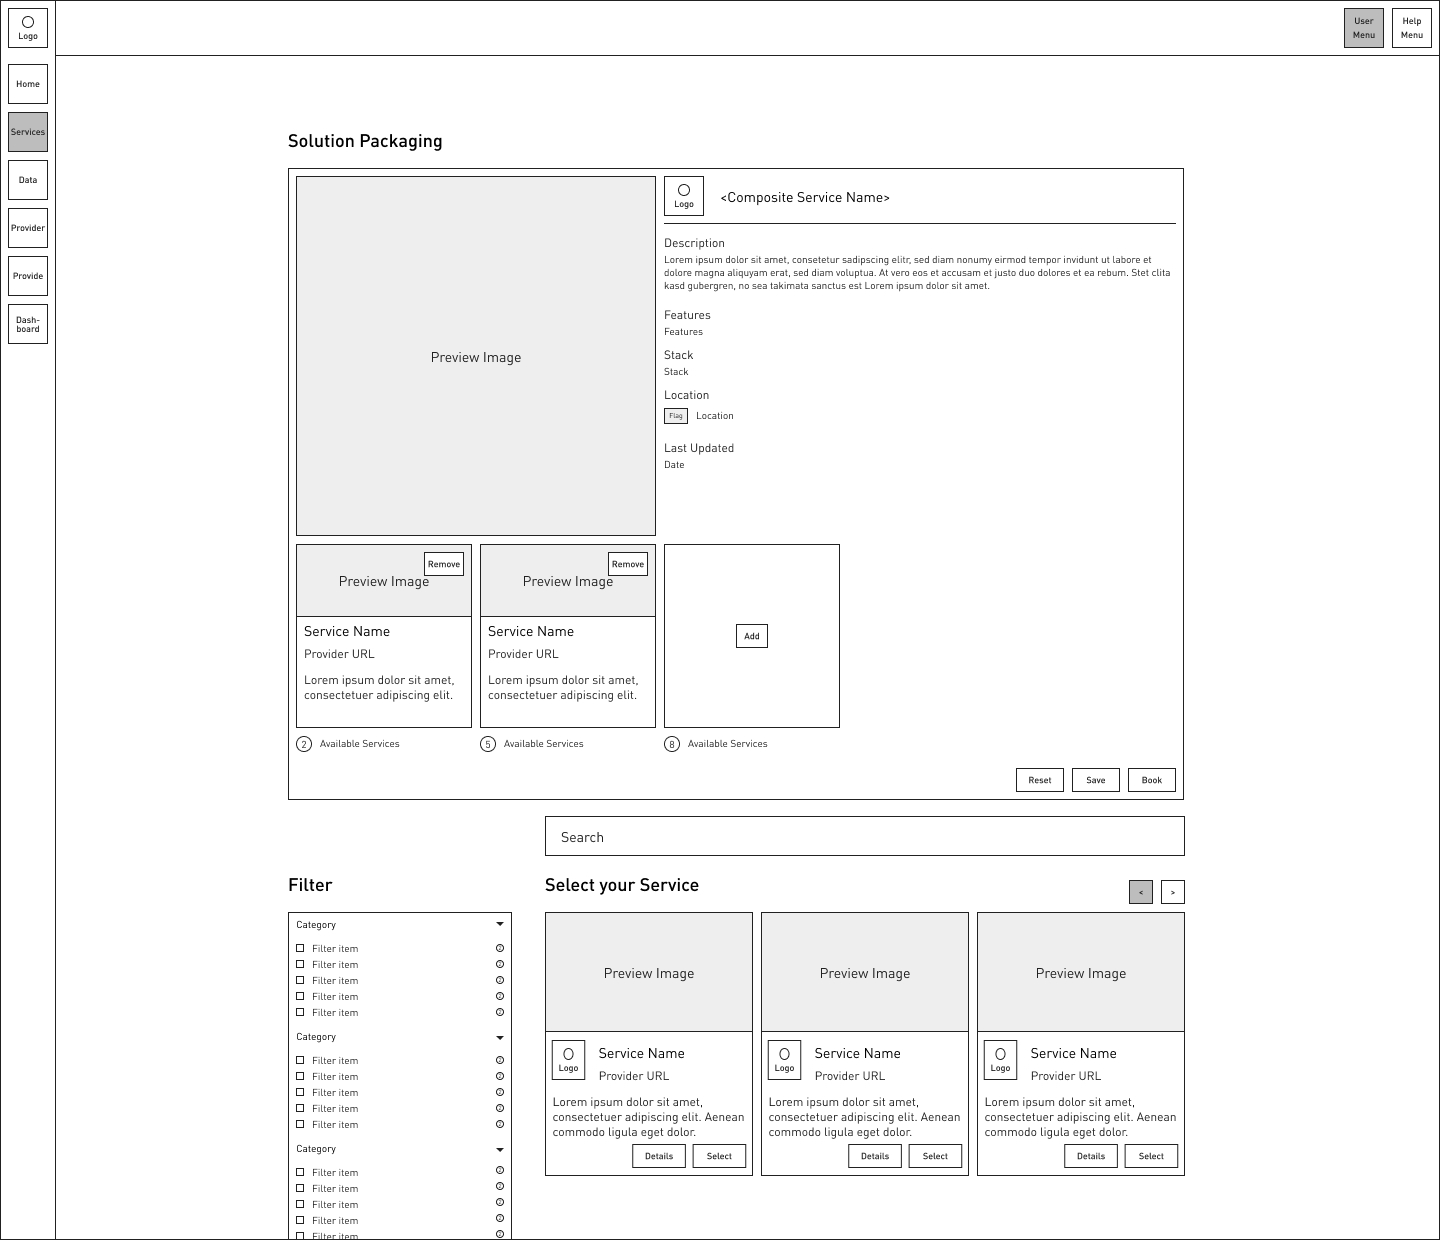 Logo
User
Menu
Help
Menu
Home
Services
Data
Provider
Provide
Dash-
board
Solution Packaging
Preview Image
Logo
<Composite Service Name>
Description
Lorem ipsum dolor sit amet, consetetur sadipscing elitr, sed diam nonumy eirmod tempor invidunt ut labore et
dolore magna aliquyam erat, sed diam voluptua. At vero eos et accusam et justo duo dolores et ea rebum. Stet clita
kasd gubergren, no sea takimata sanctus est Lorem ipsum dolor sit amet.
Features
Features
Stack
Stack
Location
Flag Location
Last Updated
Date
Preview Image
Remove
Service Name
Provider URL
Lorem ipsum dolor sit amet,
consectetuer adipiscing elit.
2 Available Services
Preview Image
Remove
Service Name
Provider URL
Lorem ipsum dolor sit amet,
consectetuer adipiscing elit.
5 Available Services
Add
8 Available Services
Reset
Save
Book
Search
Filter
Category
Filter item
Filter item
Filter item
Filter item
Filter item
Category
Filter item
Filter item
Filter item
Filter item
Filter item
Category
Filter item
Filter item
Filter item
Filter item
Filter item
Select your Service
<
>
Preview Image
Logo
Service Name
Provider URL
Lorem ipsum dolor sit amet,
consectetuer adipiscing elit. Aenean
commodo ligula eget dolor.
Details
Select
Preview Image
Logo
Service Name
Provider URL
Lorem ipsum dolor sit amet,
consectetuer adipiscing elit. Aenean
commodo ligula eget dolor.
Details
Select
Preview Image
Logo
Service Name
Provider URL
Lorem ipsum dolor sit amet,
consectetuer adipiscing elit. Aenean
commodo ligula eget dolor.
Details
Select